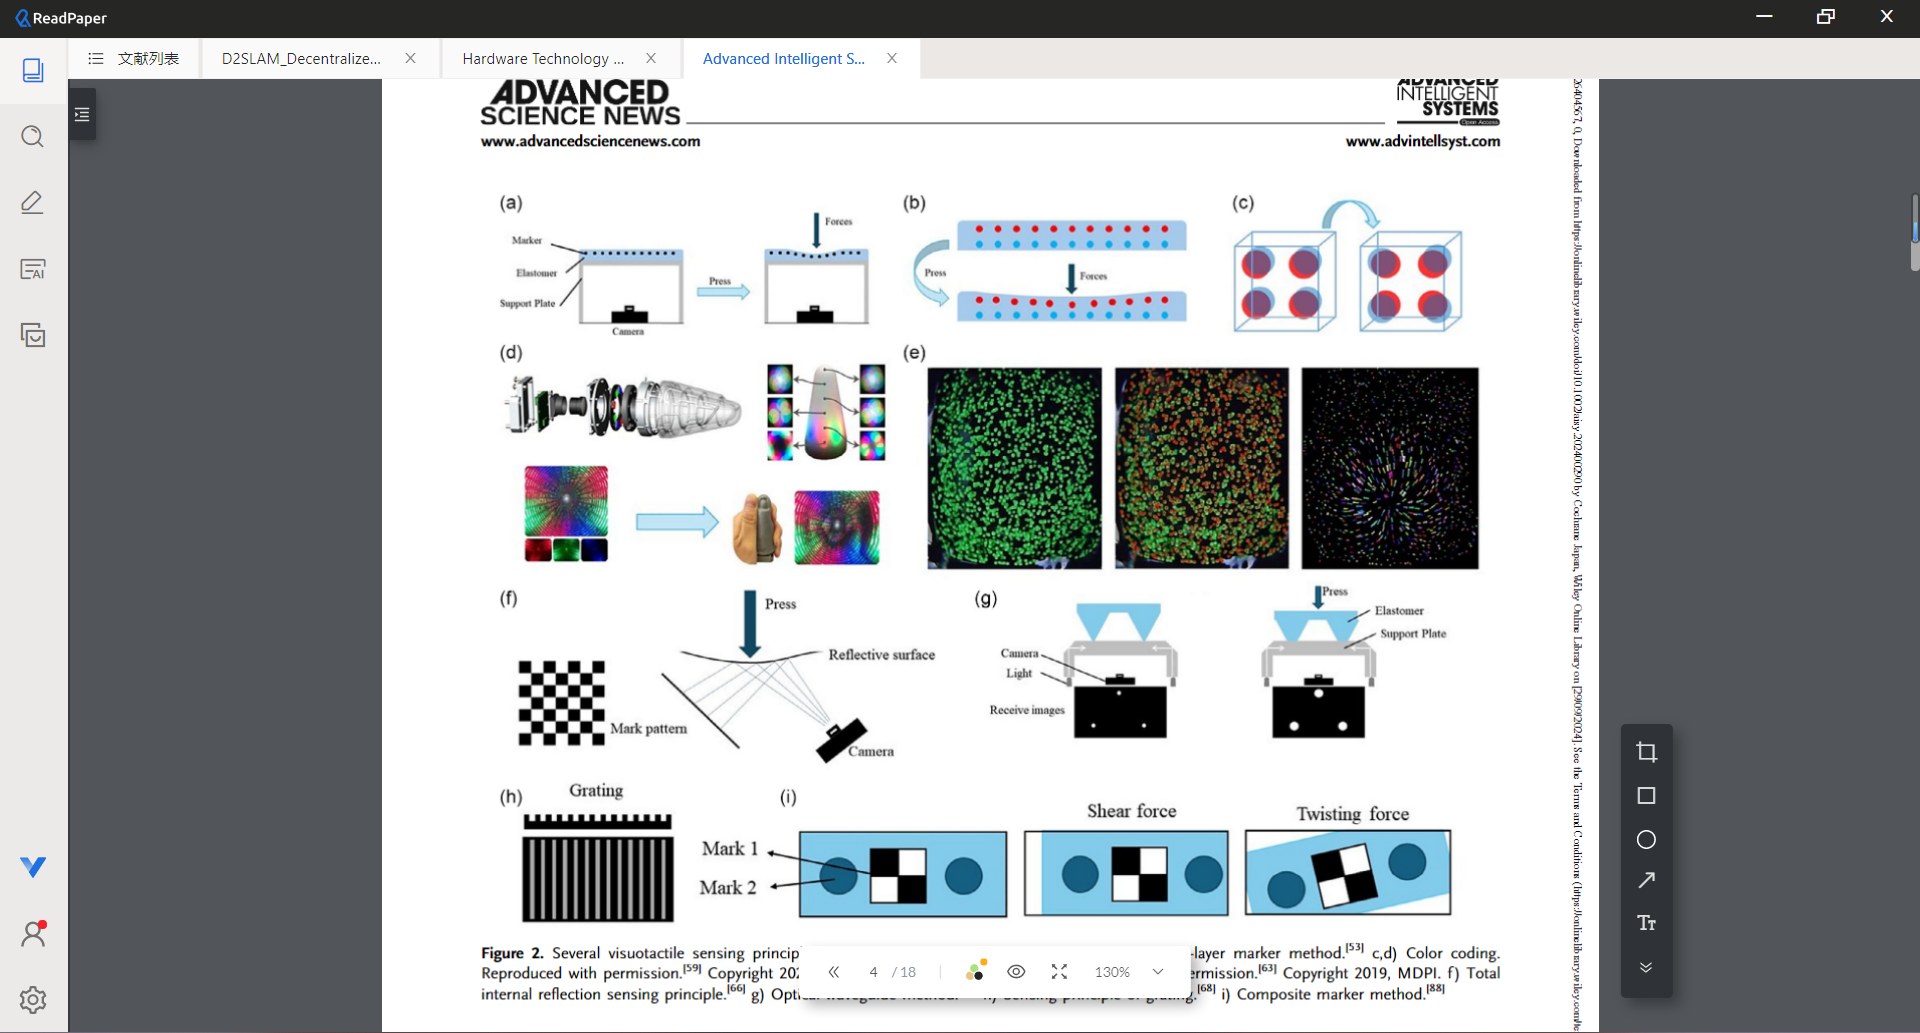 ReadPaper
文献列表
D2SLAM_Decentralize...
Hardware Technology ...
Advanced Intelligent S...
ADVANCED
SCIENCE NEWS
www.advancedsciencenews.com
ADVANCED
INTELLIGENT
SYSTEMS
Open Access
www.advintellsyst.com
(a)
Marker
Elastomer
Support Plate
Camera
Press
Forces
(b)
Press
Forces
(c)
(d)
(e)
(f)
Press
Reflective surface
Mark pattern
Camera
(g)
Press
Elastomer
Support Plate
Camera
Light
Receive images
(h)
Grating
(i)
Mark 1
Mark 2
Shear force
Twisting force
Figure 2. Several visuotactile sensing princip
-layer marker method.[53] c,d) Color coding.
Reproduced with permission.[59] Copyright 202
ermission.[63] Copyright 2019, MDPI. f) Total
internal reflection sensing principle.[66] g)
[68] i) Composite marker method.[88]
4 / 18
130%
AI
Tт
26404567, 0, Downloaded from https://onlinelibrary.wiley.com/doi/10.1002/aisy.202400290 by Cochrane Japan, Wiley Online Library on [29/09/2024]. See the Terms and Conditions (https://onlinelibrary.wiley.com/te